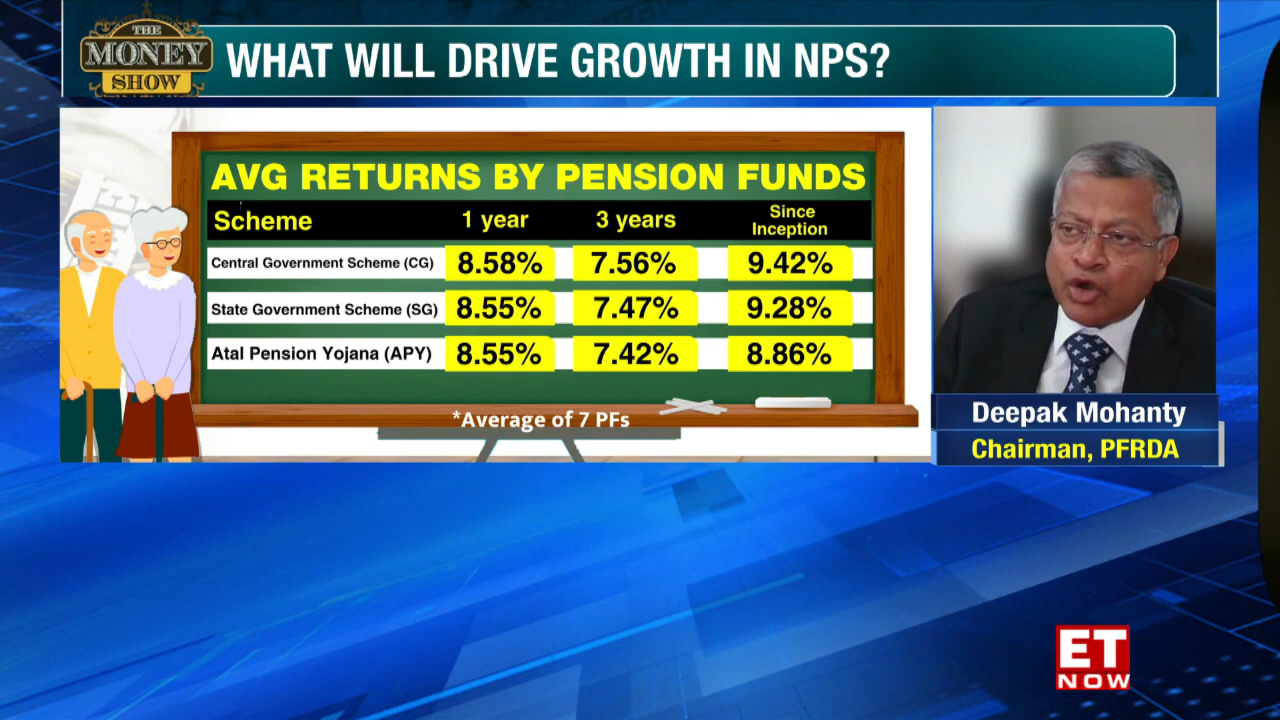 THE
MONEY
SHOW
WHAT WILL DRIVE GROWTH IN NPS?
AVG RETURNS BY PENSION FUNDS
Scheme 1 year 3 years Since Inception
Central Government Scheme (CG) 8.58% 7.56% 9.42%
State Government Scheme (SG) 8.55% 7.47% 9.28%
Atal Pension Yojana (APY) 8.55% 7.42% 8.86%
*Average of 7 PFs
Deepak Mohanty
Chairman, PFRDA
ET
NOW